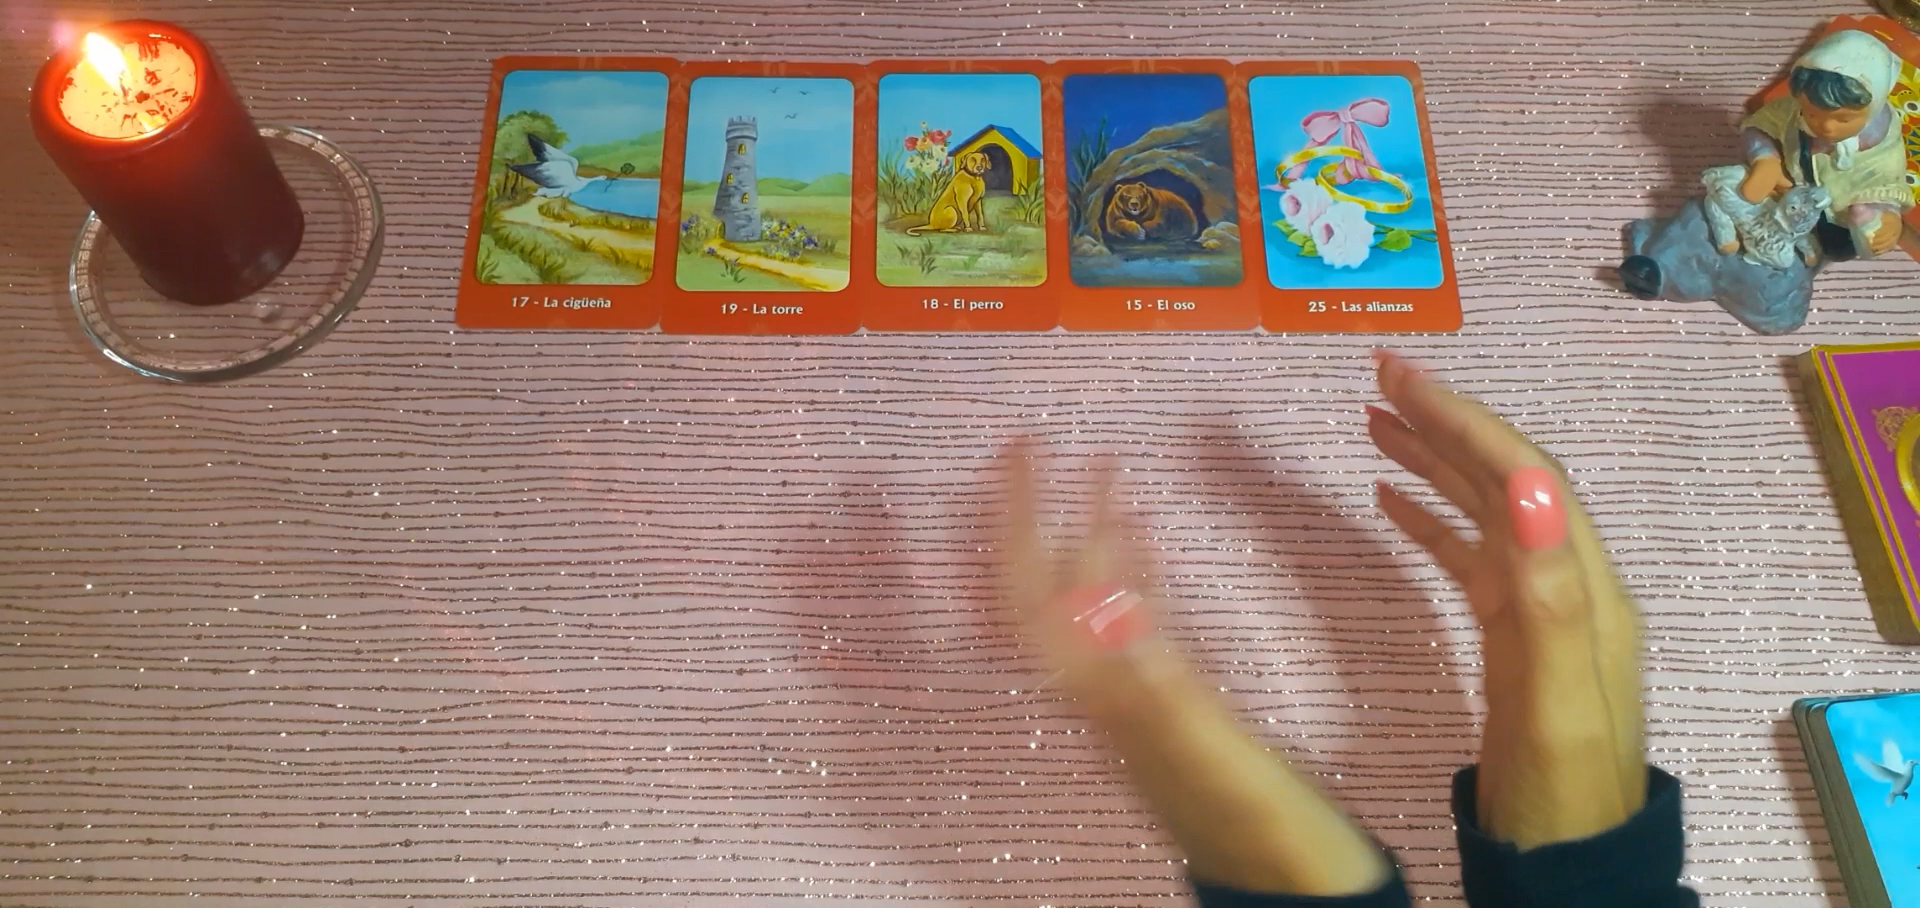 17 - La cigüeña
19 - La torre
18 - El perro
15 - El oso
25 - Las alianzas